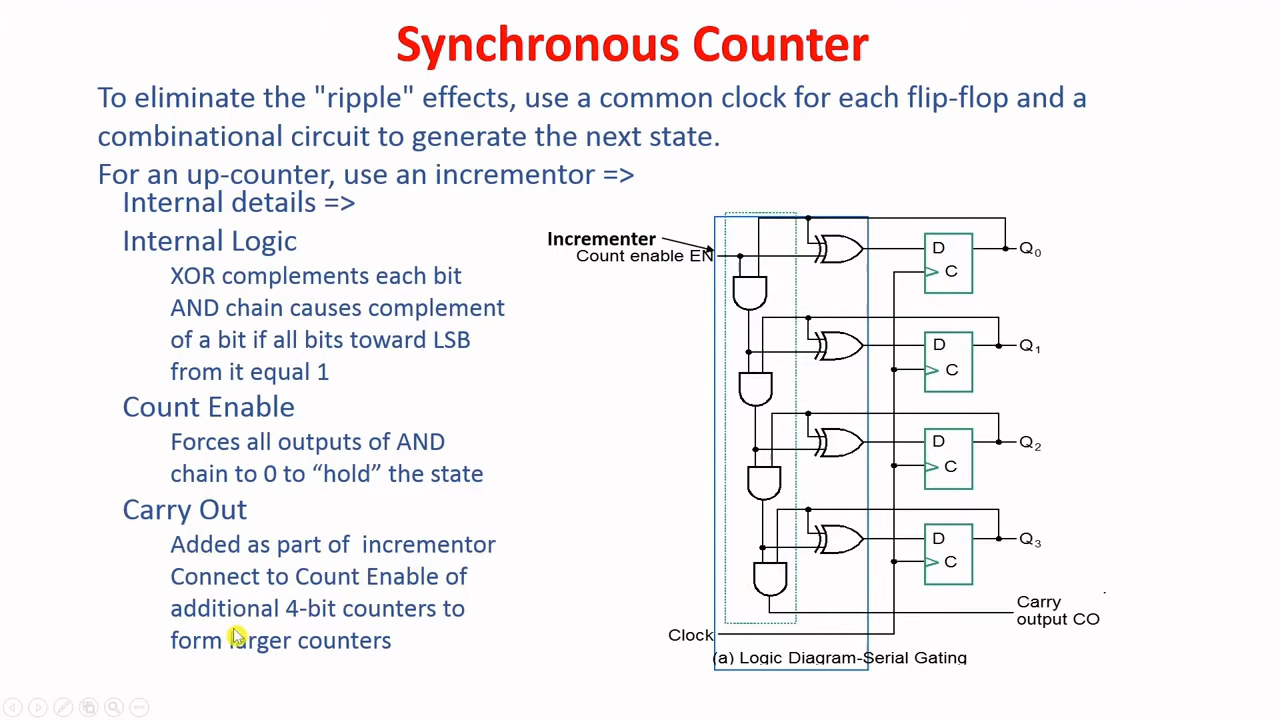 Synchronous Counter
To eliminate the "ripple" effects, use a common clock for each flip-flop and a
combinational circuit to generate the next state.
For an up-counter, use an incrementor =>
Internal details =>
Internal Logic
XOR complements each bit
AND chain causes complement
of a bit if all bits toward LSB
from it equal 1
Count Enable
Forces all outputs of AND
chain to 0 to “hold” the state
Carry Out
Added as part of incrementor
Connect to Count Enable of
additional 4-bit counters to
form larger counters
Incrementer
Count enable EN
D
C
Q0
D
C
Q1
D
C
Q2
D
C
Q3
Carry
output CO
Clock
(a) Logic Diagram-Serial Gating